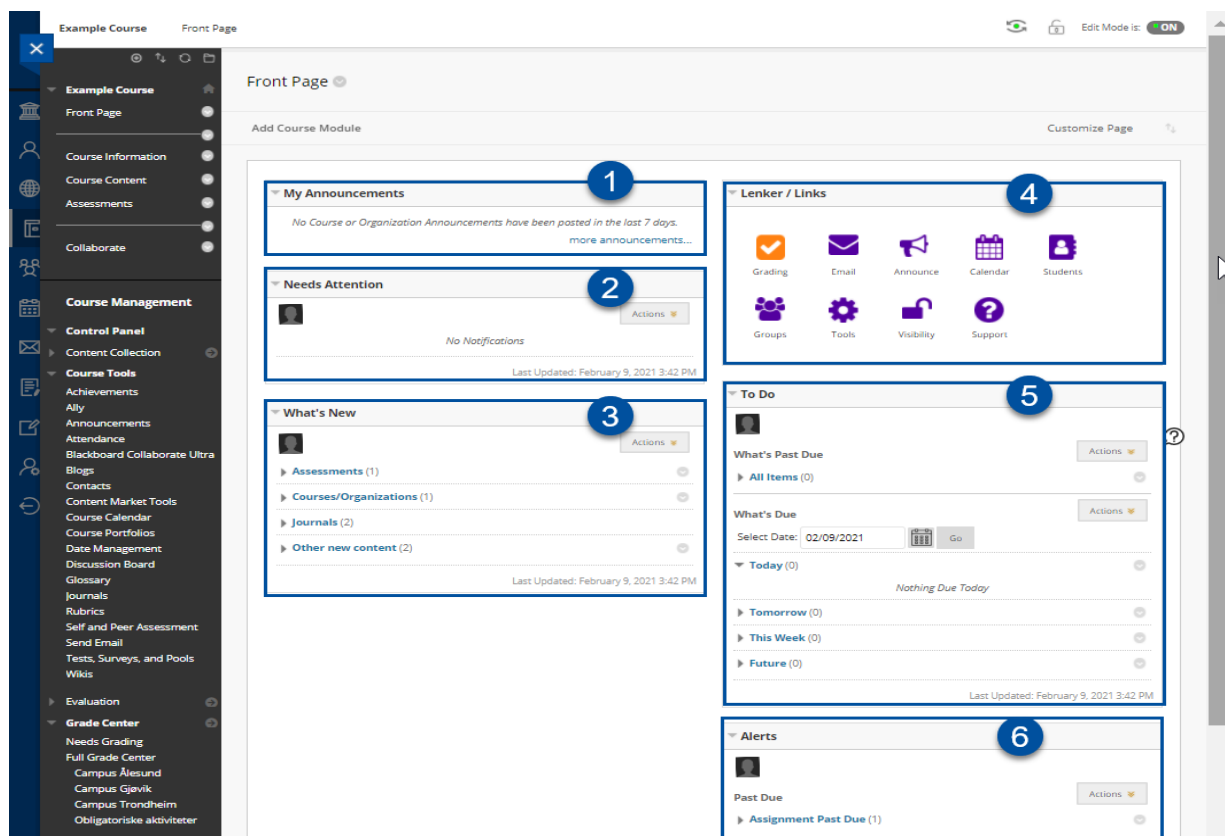 Example Course
Front Page
Edit Mode is: ON
Example Course
Front Page
Course Information
Course Content
Assessments
Collaborate
Course Management
Control Panel
Content Collection
Course Tools
Achievements
Ally
Announcements
Attendance
Blackboard Collaborate Ultra
Blogs
Contacts
Content Market Tools
Course Calendar
Course Portfolios
Date Management
Discussion Board
Glossary
Journals
Rubrics
Self and Peer Assessment
Send Email
Tests, Surveys, and Pools
Wikis
Evaluation
Grade Center
Needs Grading
Full Grade Center
Campus Ålesund
Campus Gjøvik
Campus Trondheim
Obligatoriske aktiviteter
Front Page
Add Course Module
Customize Page
1
My Announcements
No Course or Organization Announcements have been posted in the last 7 days.
more announcements...
2
Needs Attention
Actions
No Notifications
Last Updated: February 9, 2021 3:42 PM
3
What's New
Actions
Assessments (1)
Courses/Organizations (1)
Journals (2)
Other new content (2)
Last Updated: February 9, 2021 3:42 PM
4
Lenker / Links
Grading
Email
Announce
Calendar
Students
Groups
Tools
Visibility
Support
5
To Do
What's Past Due
Actions
All Items (0)
What's Due
Actions
Select Date: 02/09/2021 Go
Today (0)
Nothing Due Today
Tomorrow (0)
This Week (0)
Future (0)
Last Updated: February 9, 2021 3:42 PM
6
Alerts
Past Due
Actions
Assignment Past Due (1)